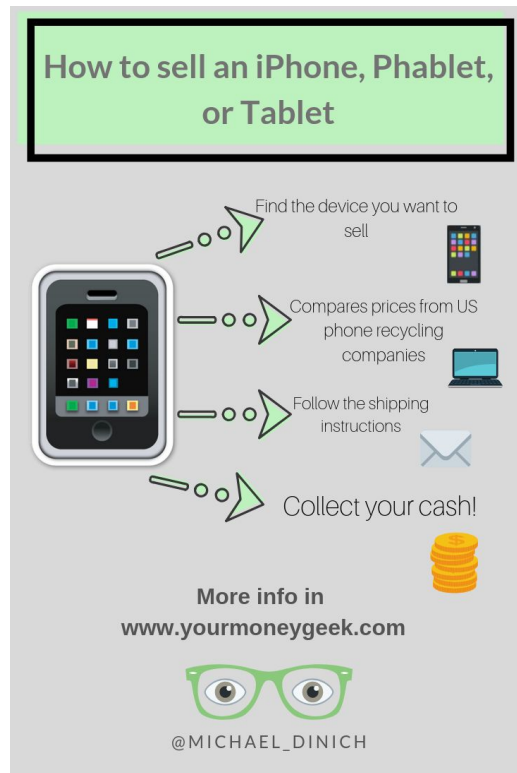 How to sell an iPhone, Phablet,
or Tablet
Find the device you want to
sell
Compares prices from US
phone recycling
companies
Follow the shipping
instructions
Collect your cash!
More info in
www.yourmoneygeek.com
@MICHAEL_DINICH